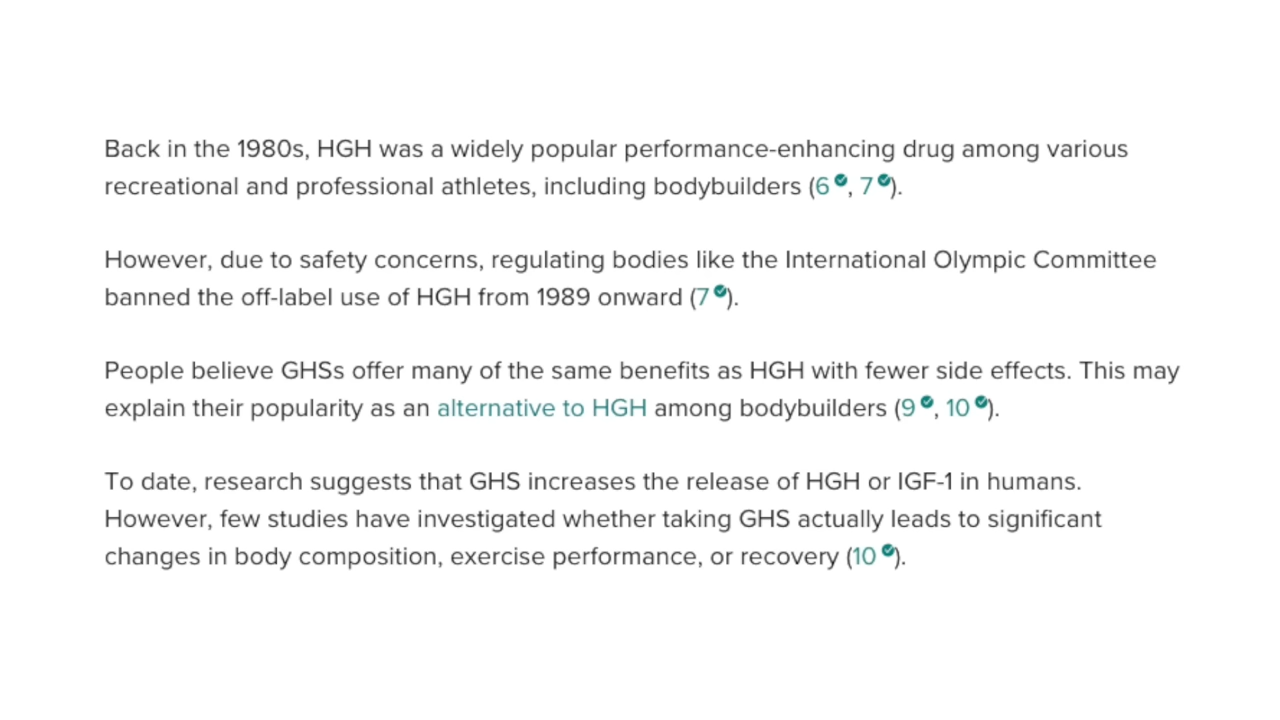 Back in the 1980s, HGH was a widely popular performance-enhancing drug among various
recreational and professional athletes, including bodybuilders (6, 7).
However, due to safety concerns, regulating bodies like the International Olympic Committee
banned the off-label use of HGH from 1989 onward (7).
People believe GHSs offer many of the same benefits as HGH with fewer side effects. This may
explain their popularity as an alternative to HGH among bodybuilders (9, 10).
To date, research suggests that GHS increases the release of HGH or IGF-1 in humans.
However, few studies have investigated whether taking GHS actually leads to significant
changes in body composition, exercise performance, or recovery (10).